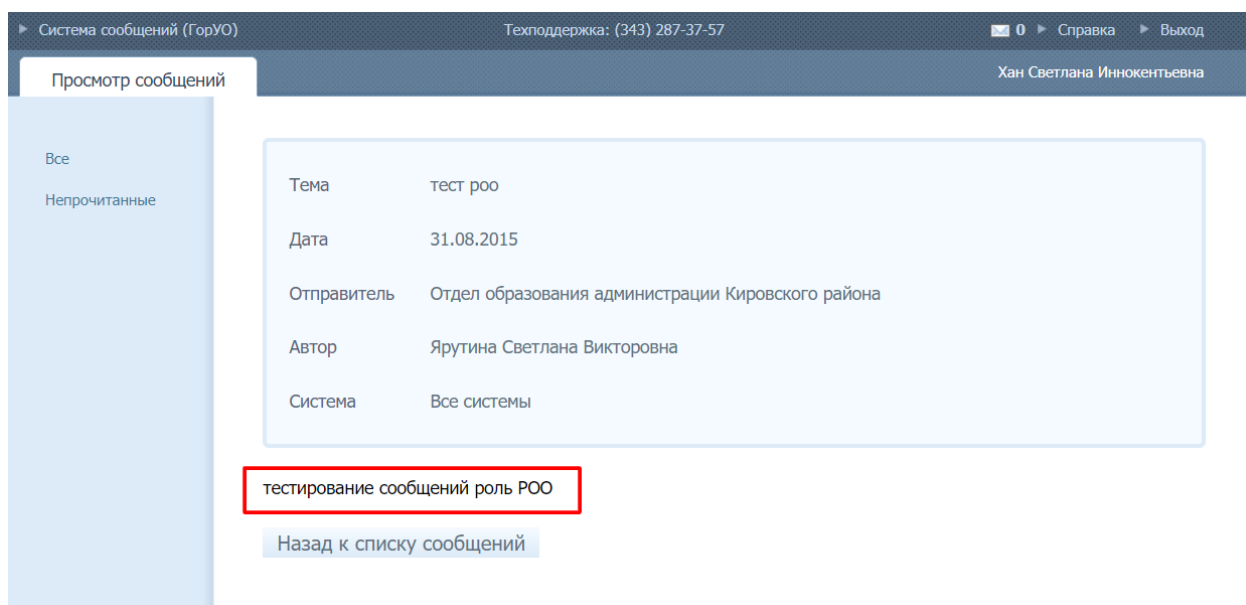 Система сообщений (ГорУО) Техподдержка: (343) 287-37-57 0 Справка Выход
Просмотр сообщений Хан Светлана Иннокентьевна
Все
Непрочитанные
Тема тест роо
Дата 31.08.2015
Отправитель Отдел образования администрации Кировского района
Автор Ярутина Светлана Викторовна
Система Все системы
тестирование сообщений роль РОО
Назад к списку сообщений